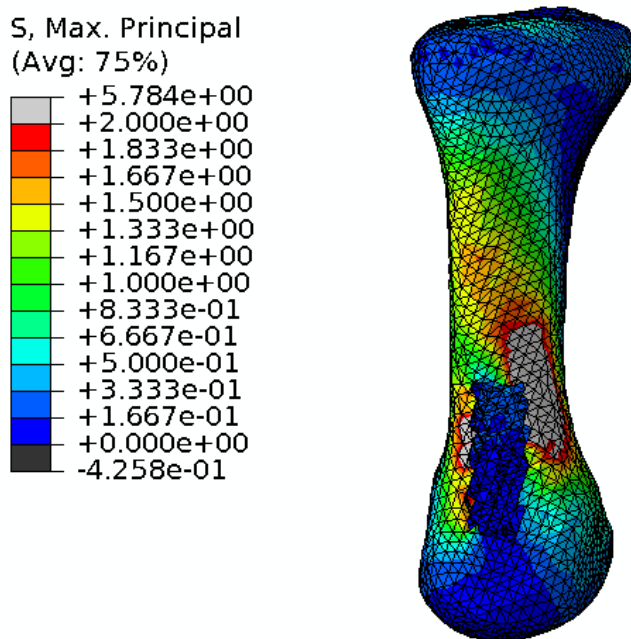 S, Max. Principal
(Avg: 75%)
+5.784e+00
+2.000e+00
+1.833e+00
+1.667e+00
+1.500e+00
+1.333e+00
+1.167e+00
+1.000e+00
+8.333e-01
+6.667e-01
+5.000e-01
+3.333e-01
+1.667e-01
+0.000e+00
-4.258e-01